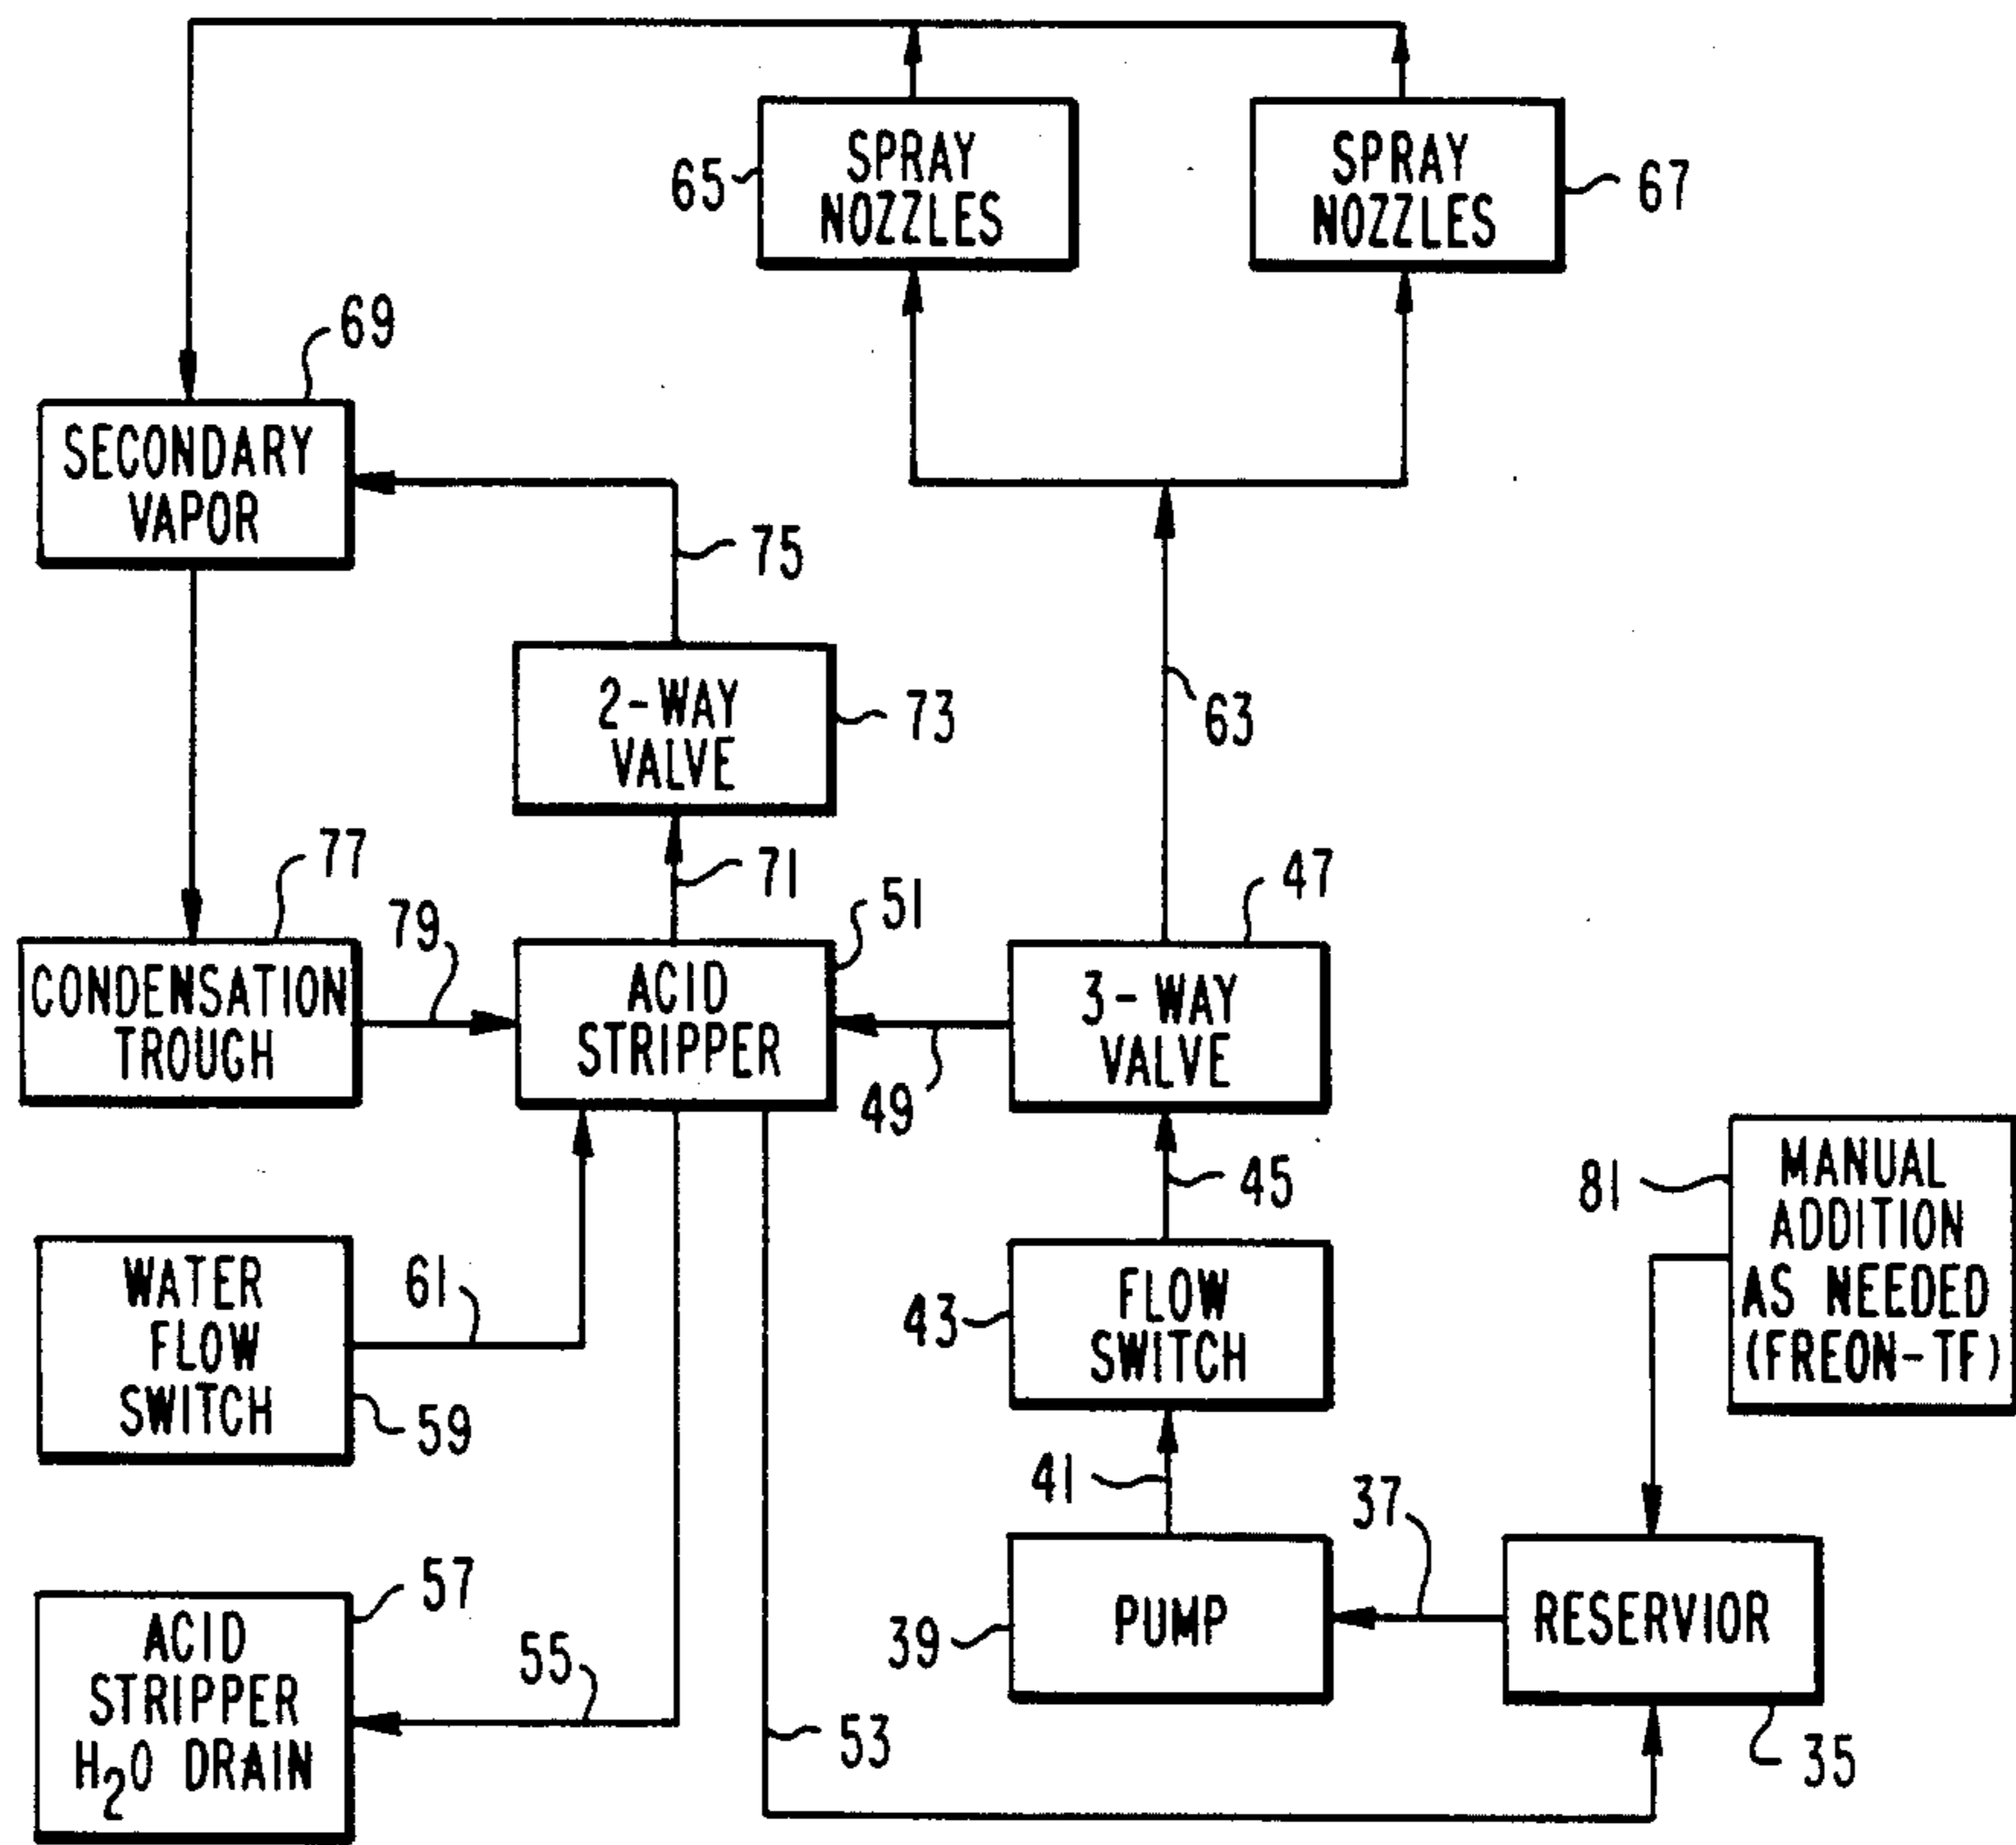 SPRAY
NOZZLES
65
SPRAY
NOZZLES
67
69
SECONDARY
VAPOR
75
2-WAY
VALVE
73
63
77
79
71
51
47
CONDENSATION
TROUGH
ACID
STRIPPER
49
3-WAY
VALVE
45
81
MANUAL
ADDITION
AS NEEDED
(FREON-TF)
WATER
FLOW
SWITCH
61
59
43
FLOW
SWITCH
41
37
57
ACID
STRIPPER
H2O DRAIN
55
53
39
PUMP
RESERVIOR
35